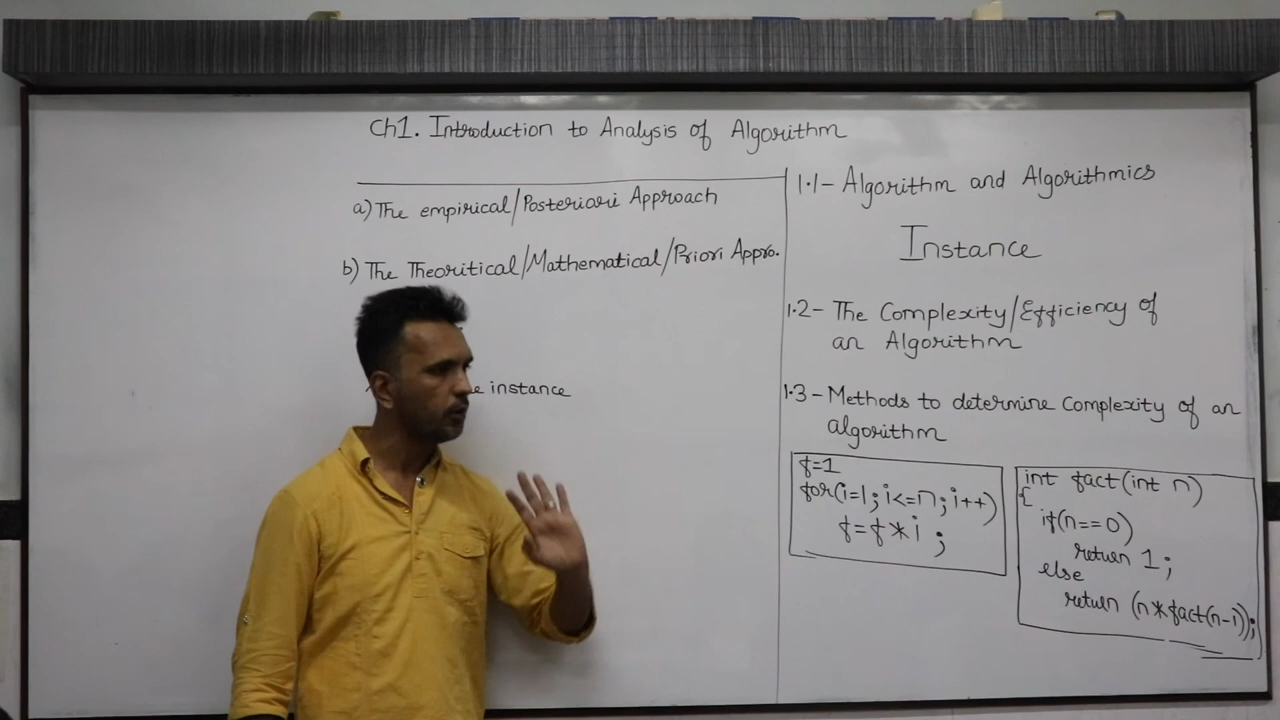 Ch1. Introduction to Analysis of Algorithm
a) The empirical/Posteriori Approach
b) The Theoritical/Mathematical/Priori Appro.
instance
1.1- Algorithm and Algorithmics
Instance
1.2- The Complexity/Efficiency of
an Algorithm
1.3- Methods to determine Complexity of an
algorithm
f=1
for(i=1; i<=n; i++)
f=f*i;
int fact(int n)
{
if(n==0)
return 1;
else
return (n*fact(n-1));